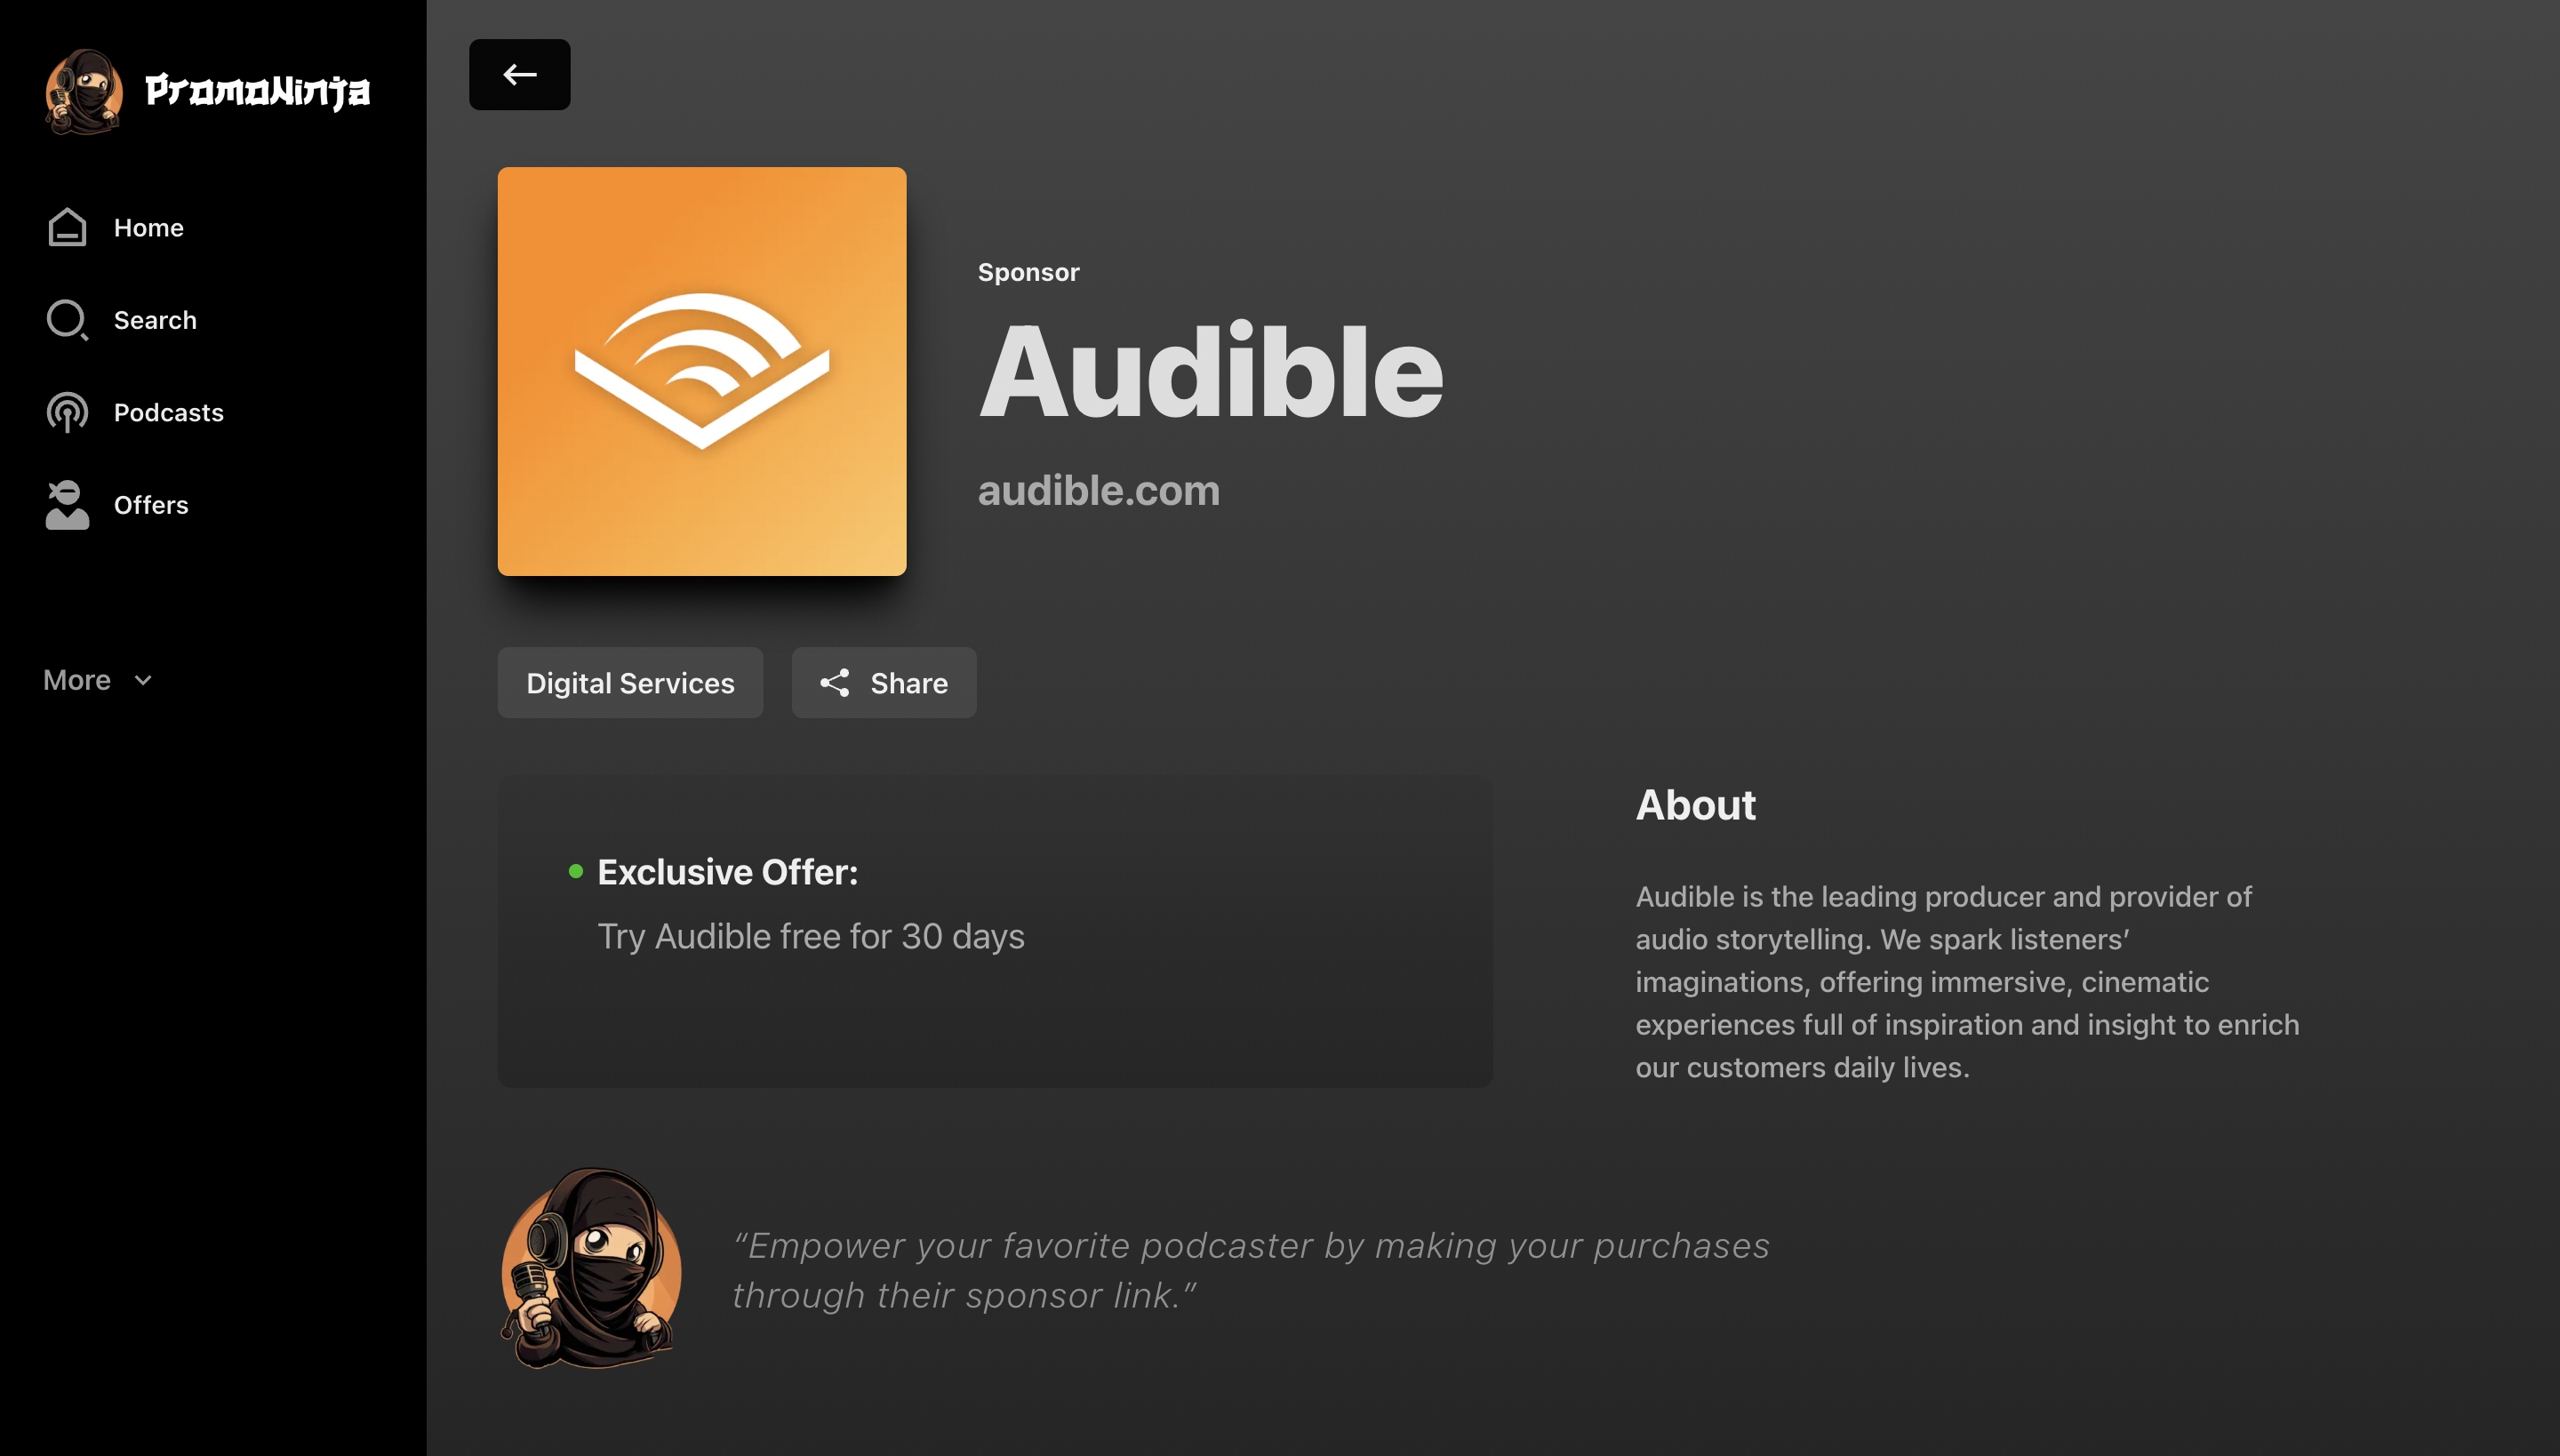 PromoNinja
Home
Search
Podcasts
Offers
More
Sponsor
Audible
audible.com
Digital Services
Share
Exclusive Offer:
Try Audible free for 30 days
About
Audible is the leading producer and provider of
audio storytelling. We spark listeners’
imaginations, offering immersive, cinematic
experiences full of inspiration and insight to enrich
our customers daily lives.
“Empower your favorite podcaster by making your purchases
through their sponsor link.”